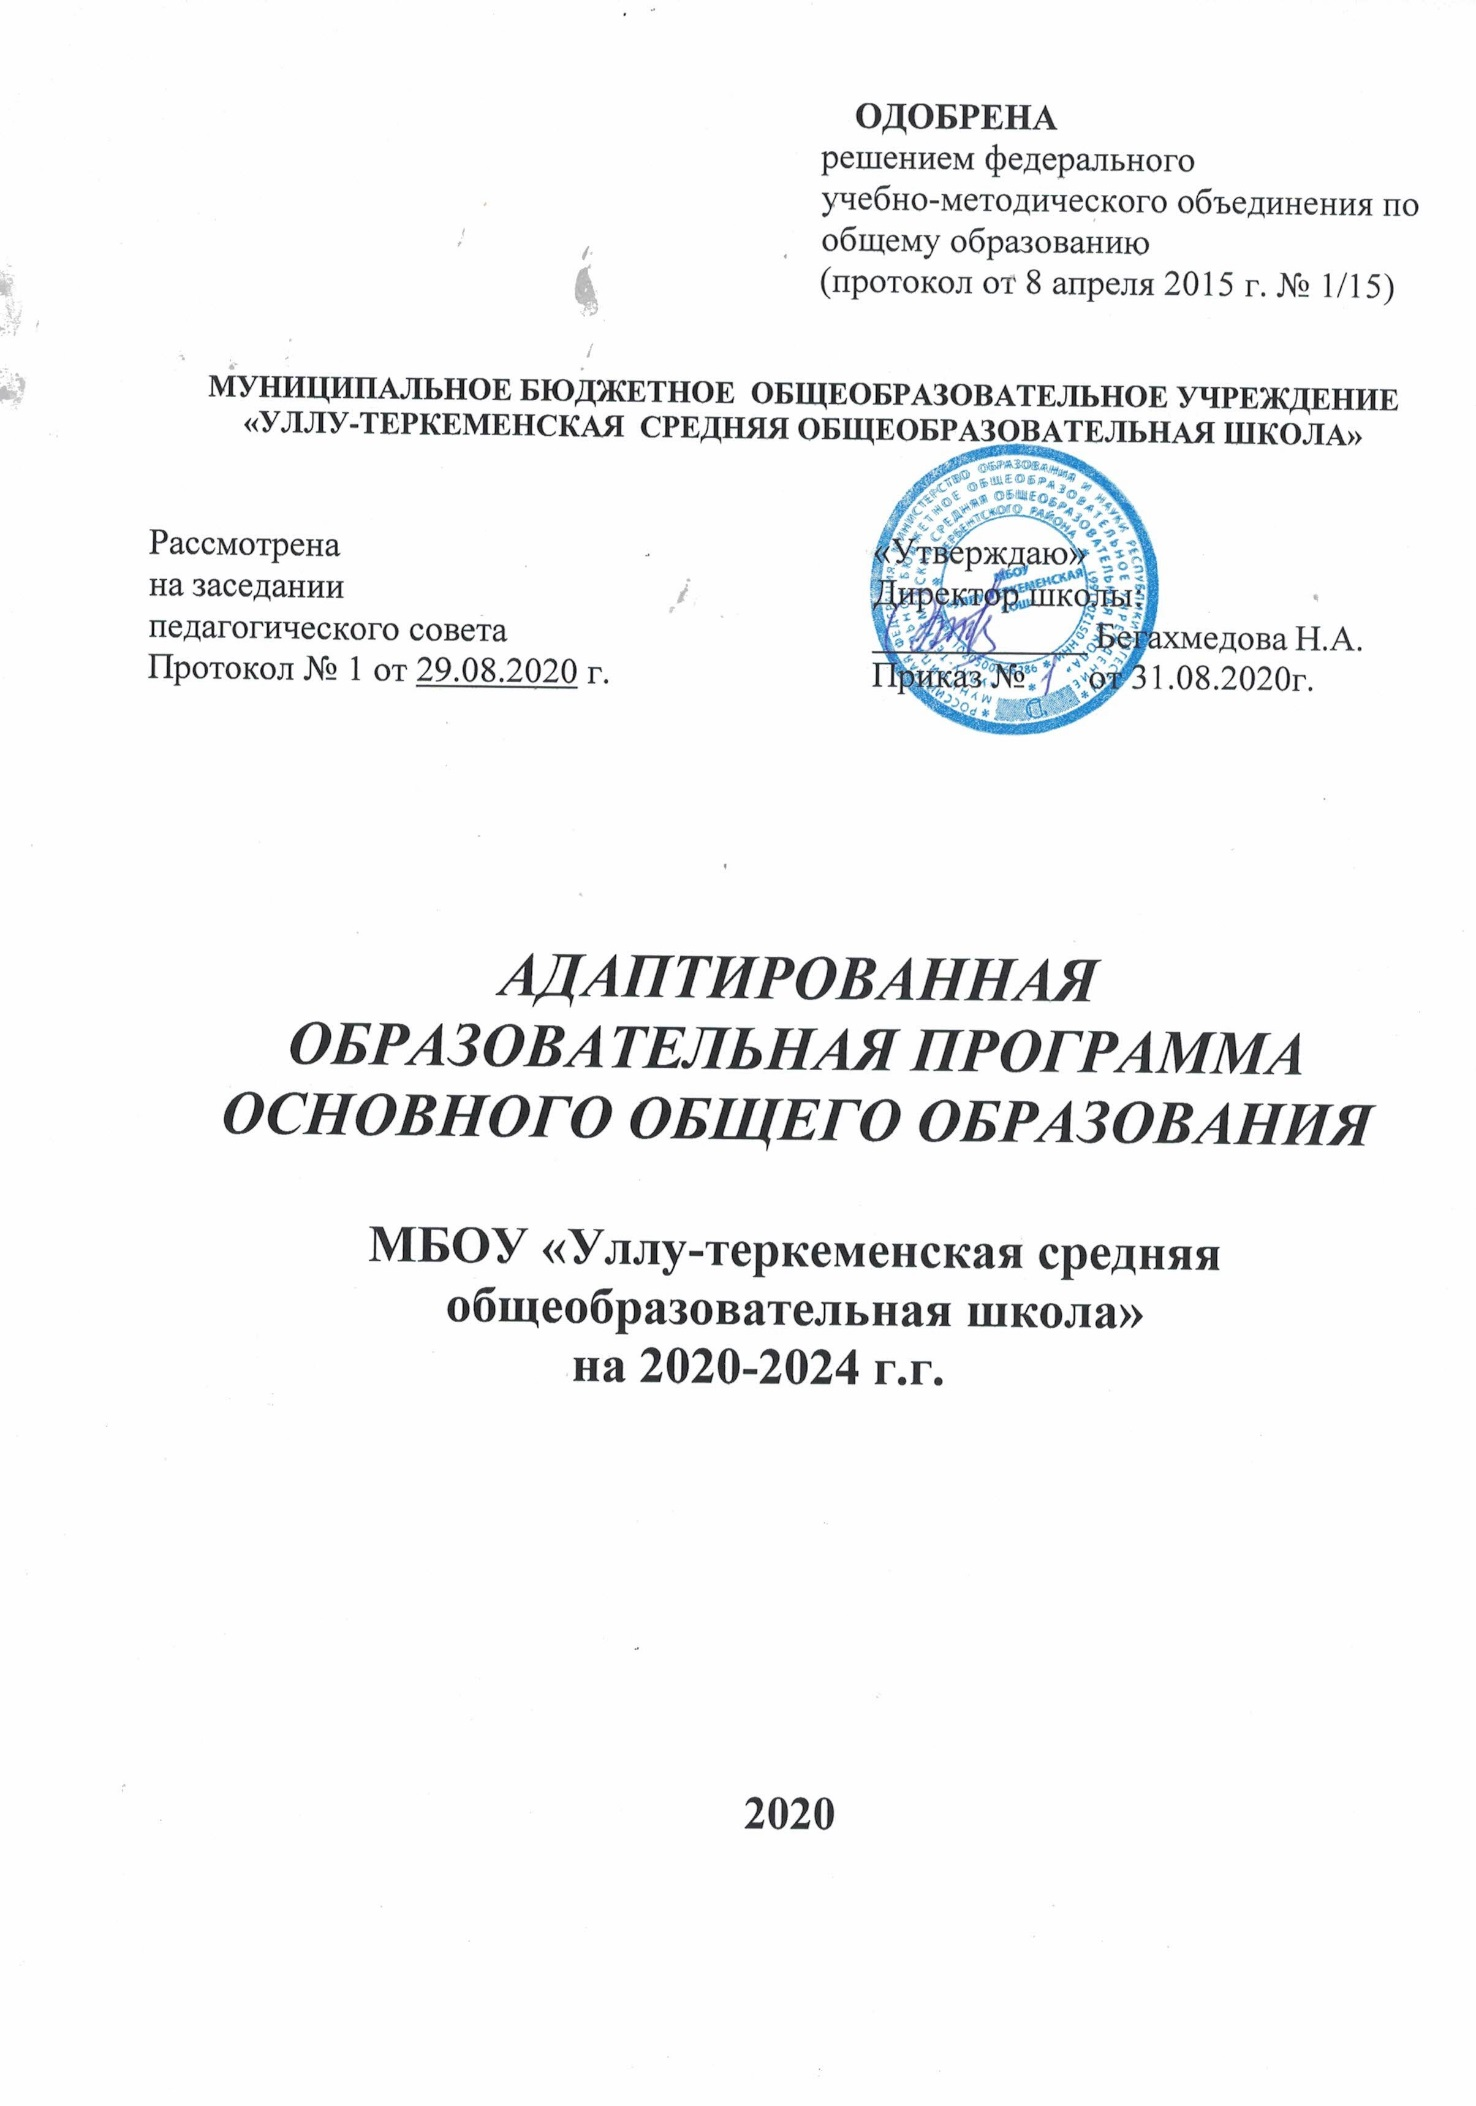 ОДОБРЕНА
решением федерального
учебно-методического объединения по
общему образованию
(протокол от 8 апреля 2015 г. № 1/15)
МУНИЦИПАЛЬНОЕ БЮДЖЕТНОЕ ОБЩЕОБРАЗОВАТЕЛЬНОЕ УЧРЕЖДЕНИЕ
«УЛЛУ-ТЕРКЕМЕНСКАЯ СРЕДНЯЯ ОБЩЕОБРАЗОВАТЕЛЬНАЯ ШКОЛА»
Рассмотрена
на заседании
педагогического совета
Протокол № 1 от 29.08.2020 г.
«Утверждаю»
Директор школы:
Бегахмедова Н.А.
Приказ № 1 от 31.08.2020г.
АДАПТИРОВАННАЯ
ОБРАЗОВАТЕЛЬНАЯ ПРОГРАММА
ОСНОВНОГО ОБЩЕГО ОБРАЗОВАНИЯ
МБОУ «Уллу-теркеменская средняя
общеобразовательная школа»
на 2020-2024 г.г.
2020